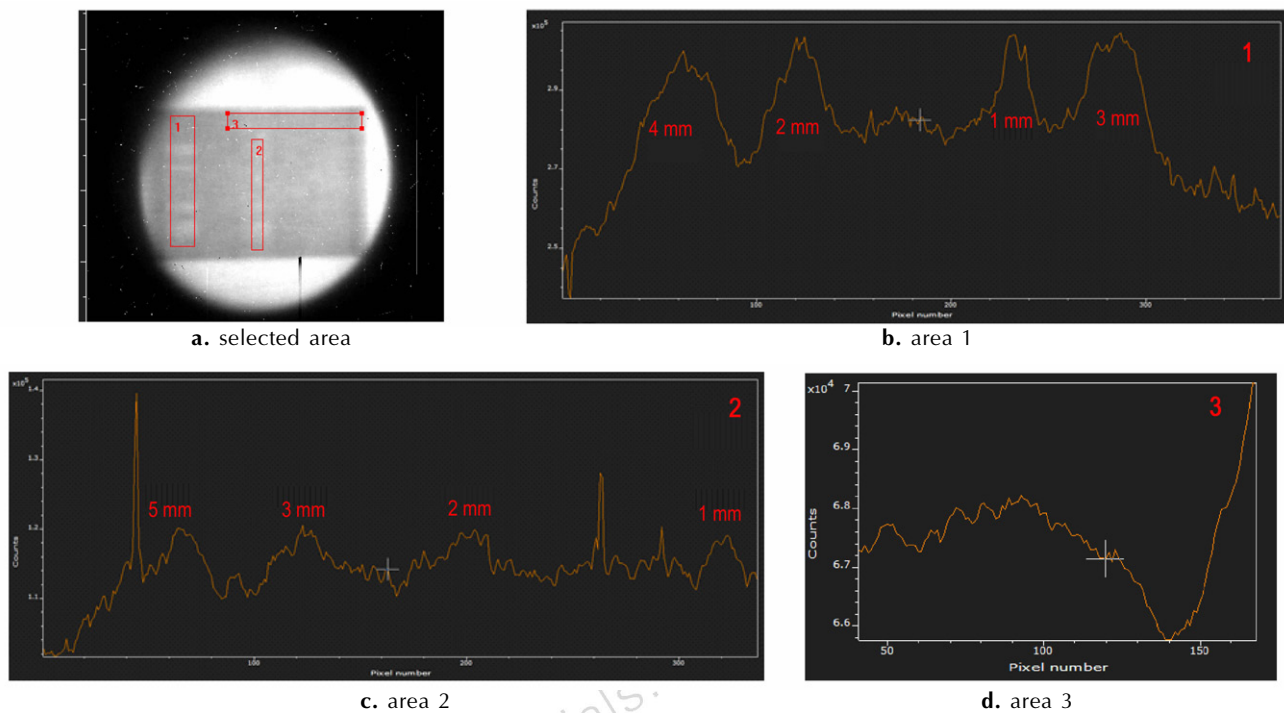 1
3
2
a. selected area
×10⁵
1
2.9
2.7
2.5
Counts
4 mm
2 mm
1 mm
3 mm
100
200
300
Pixel number
b. area 1
×10⁵
1.4
1.3
1.2
1.1
Counts
2
5 mm
3 mm
2 mm
1 mm
100
200
300
Pixel number
c. area 2
×10⁴
7
6.9
6.8
6.7
6.6
Counts
3
50
100
150
Pixel number
d. area 3